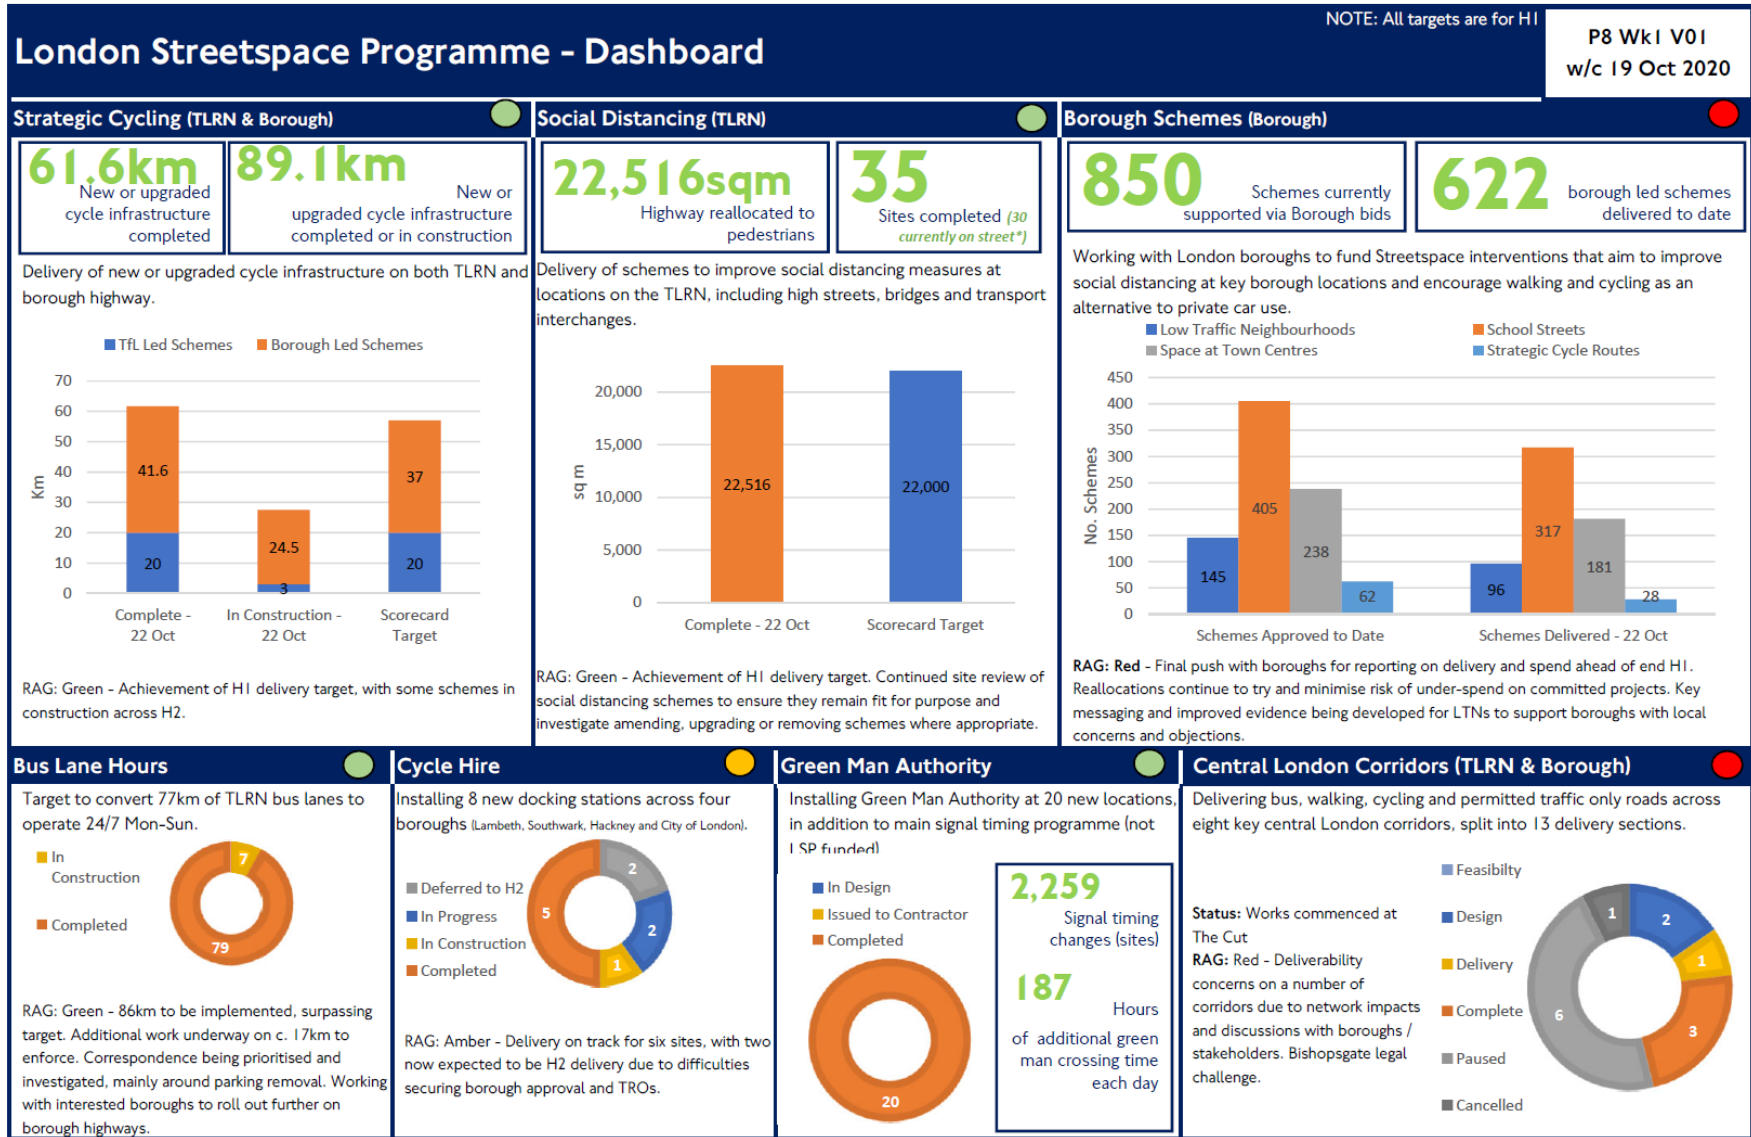 NOTE: All targets are for H1
London Streetspace Programme - Dashboard
P8 Wk1 V01
w/c 19 Oct 2020
Strategic Cycling (TLRN & Borough)
61.6km
New or upgraded
cycle infrastructure
completed
89.1km
New or
upgraded cycle infrastructure
completed or in construction
Delivery of new or upgraded cycle infrastructure on both TLRN and
borough highway.
TfL Led Schemes
Borough Led Schemes
70
60
50
40
30
20
10
0
Km
41.6
20
24.5
3
37
20
Complete -
22 Oct
In Construction -
22 Oct
Scorecard
Target
RAG: Green - Achievement of H1 delivery target, with some schemes in
construction across H2.
Social Distancing (TLRN)
22,516sqm
Highway reallocated to
pedestrians
35
Sites completed (30
currently on street*)
Delivery of schemes to improve social distancing measures at
locations on the TLRN, including high streets, bridges and transport
interchanges.
20,000
15,000
10,000
5,000
0
sq m
22,516
22,000
Complete - 22 Oct
Scorecard Target
RAG: Green - Achievement of H1 delivery target. Continued site review of
social distancing schemes to ensure they remain fit for purpose and
investigate amending, upgrading or removing schemes where appropriate.
Borough Schemes (Borough)
850
Schemes currently
supported via Borough bids
622
borough led schemes
delivered to date
Working with London boroughs to fund Streetspace interventions that aim to improve
social distancing at key borough locations and encourage walking and cycling as an
alternative to private car use.
Low Traffic Neighbourhoods
School Streets
Space at Town Centres
Strategic Cycle Routes
450
400
350
300
250
200
150
100
50
0
No. Schemes
145
405
238
62
96
317
181
28
Schemes Approved to Date
Schemes Delivered - 22 Oct
RAG: Red - Final push with boroughs for reporting on delivery and spend ahead of end H1.
Reallocations continue to try and minimise risk of under-spend on committed projects. Key
messaging and improved evidence being developed for LTNs to support boroughs with local
concerns and objections.
Bus Lane Hours
Target to convert 77km of TLRN bus lanes to
operate 24/7 Mon-Sun.
In
Construction
Completed
7
79
RAG: Green - 86km to be implemented, surpassing
target. Additional work underway on c. 17km to
enforce. Correspondence being prioritised and
investigated, mainly around parking removal. Working
with interested boroughs to roll out further on
borough highways.
Cycle Hire
Installing 8 new docking stations across four
boroughs (Lambeth, Southwark, Hackney and City of London).
Deferred to H2
In Progress
In Construction
Completed
2
2
1
5
RAG: Amber - Delivery on track for six sites, with two
now expected to be H2 delivery due to difficulties
securing borough approval and TROs.
Green Man Authority
Installing Green Man Authority at 20 new locations,
in addition to main signal timing programme (not
LSP funded)
In Design
Issued to Contractor
Completed
20
2,259
Signal timing
changes (sites)
187
Hours
of additional green
man crossing time
each day
Central London Corridors (TLRN & Borough)
Delivering bus, walking, cycling and permitted traffic only roads across
eight key central London corridors, split into 13 delivery sections.
Status: Works commenced at
The Cut
RAG: Red - Deliverability
concerns on a number of
corridors due to network impacts
and discussions with boroughs /
stakeholders. Bishopsgate legal
challenge.
Feasibilty
Design
Delivery
Complete
Paused
Cancelled
1
2
1
3
6